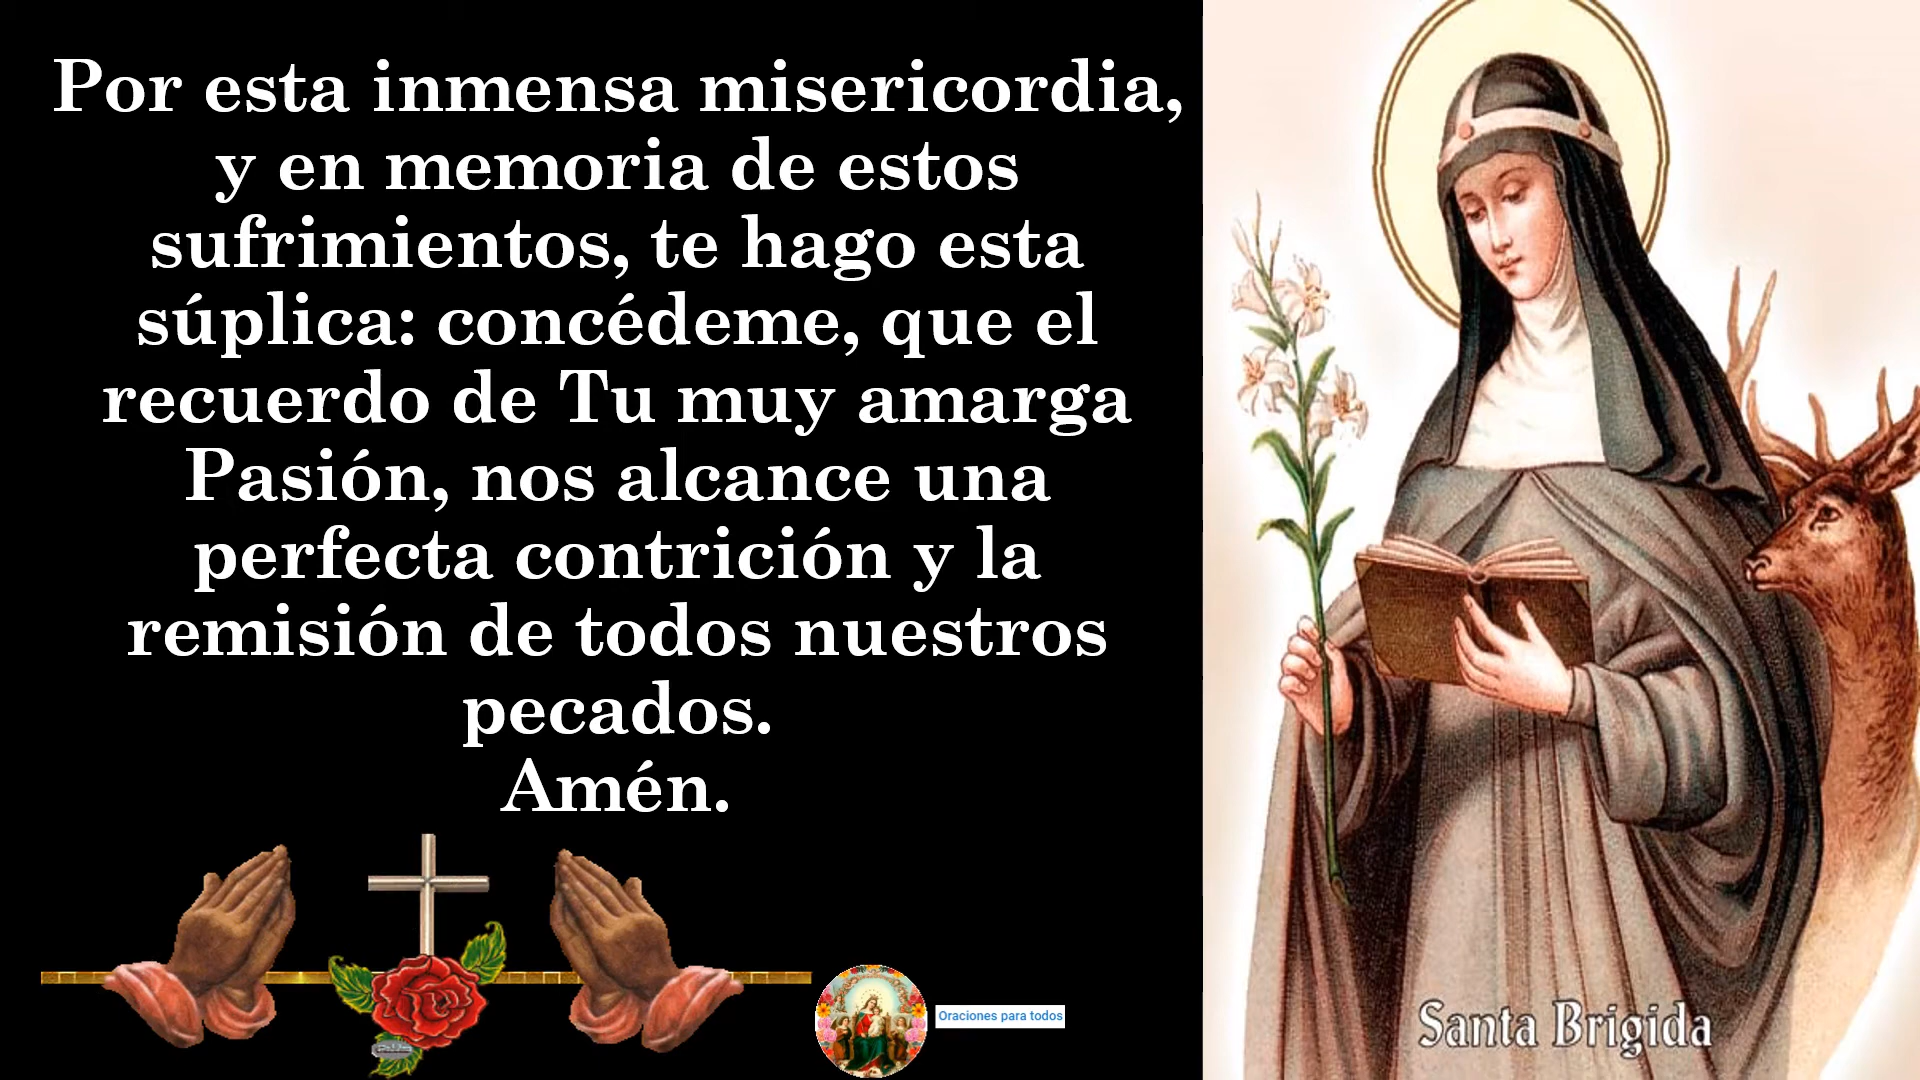 Por esta inmensa misericordia,
y en memoria de estos
sufrimientos, te hago esta
súplica: concédeme, que el
recuerdo de Tu muy amarga
Pasión, nos alcance una
perfecta contrición y la
remisión de todos nuestros
pecados.
Amén.
Oraciones para todos
Santa Brigida